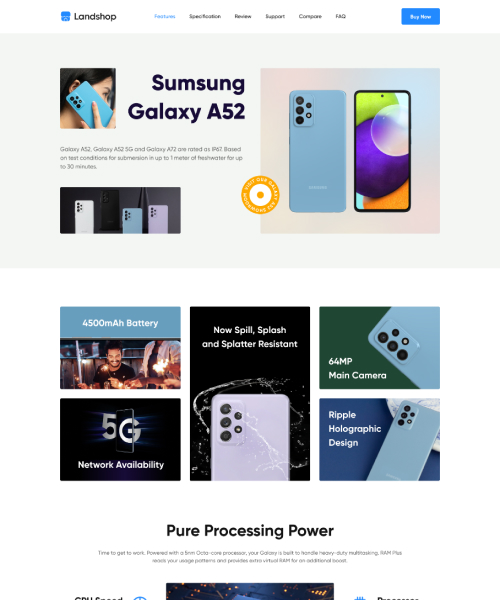 Landshop
Features Specification Review Support Compare FAQ
Buy Now
Sumsung
Galaxy A52
Galaxy A52, Galaxy A52 5G and Galaxy A72 are rated as IP67. Based
on test conditions for submersion in up to 1 meter of freshwater for up
to 30 minutes.
SAMSUNG
4500mAh Battery
Now Spill, Splash
and Splatter Resistant
64MP
Main Camera
5G
Network Availability
Ripple
Holographic
Design
Pure Processing Power
Time to get to work. Powered with a 5nm Octa-core processor, your Galaxy is built to handle heavy-duty multitasking. RAM Plus
reads your usage patterns and provides extra virtual RAM for an additional boost.